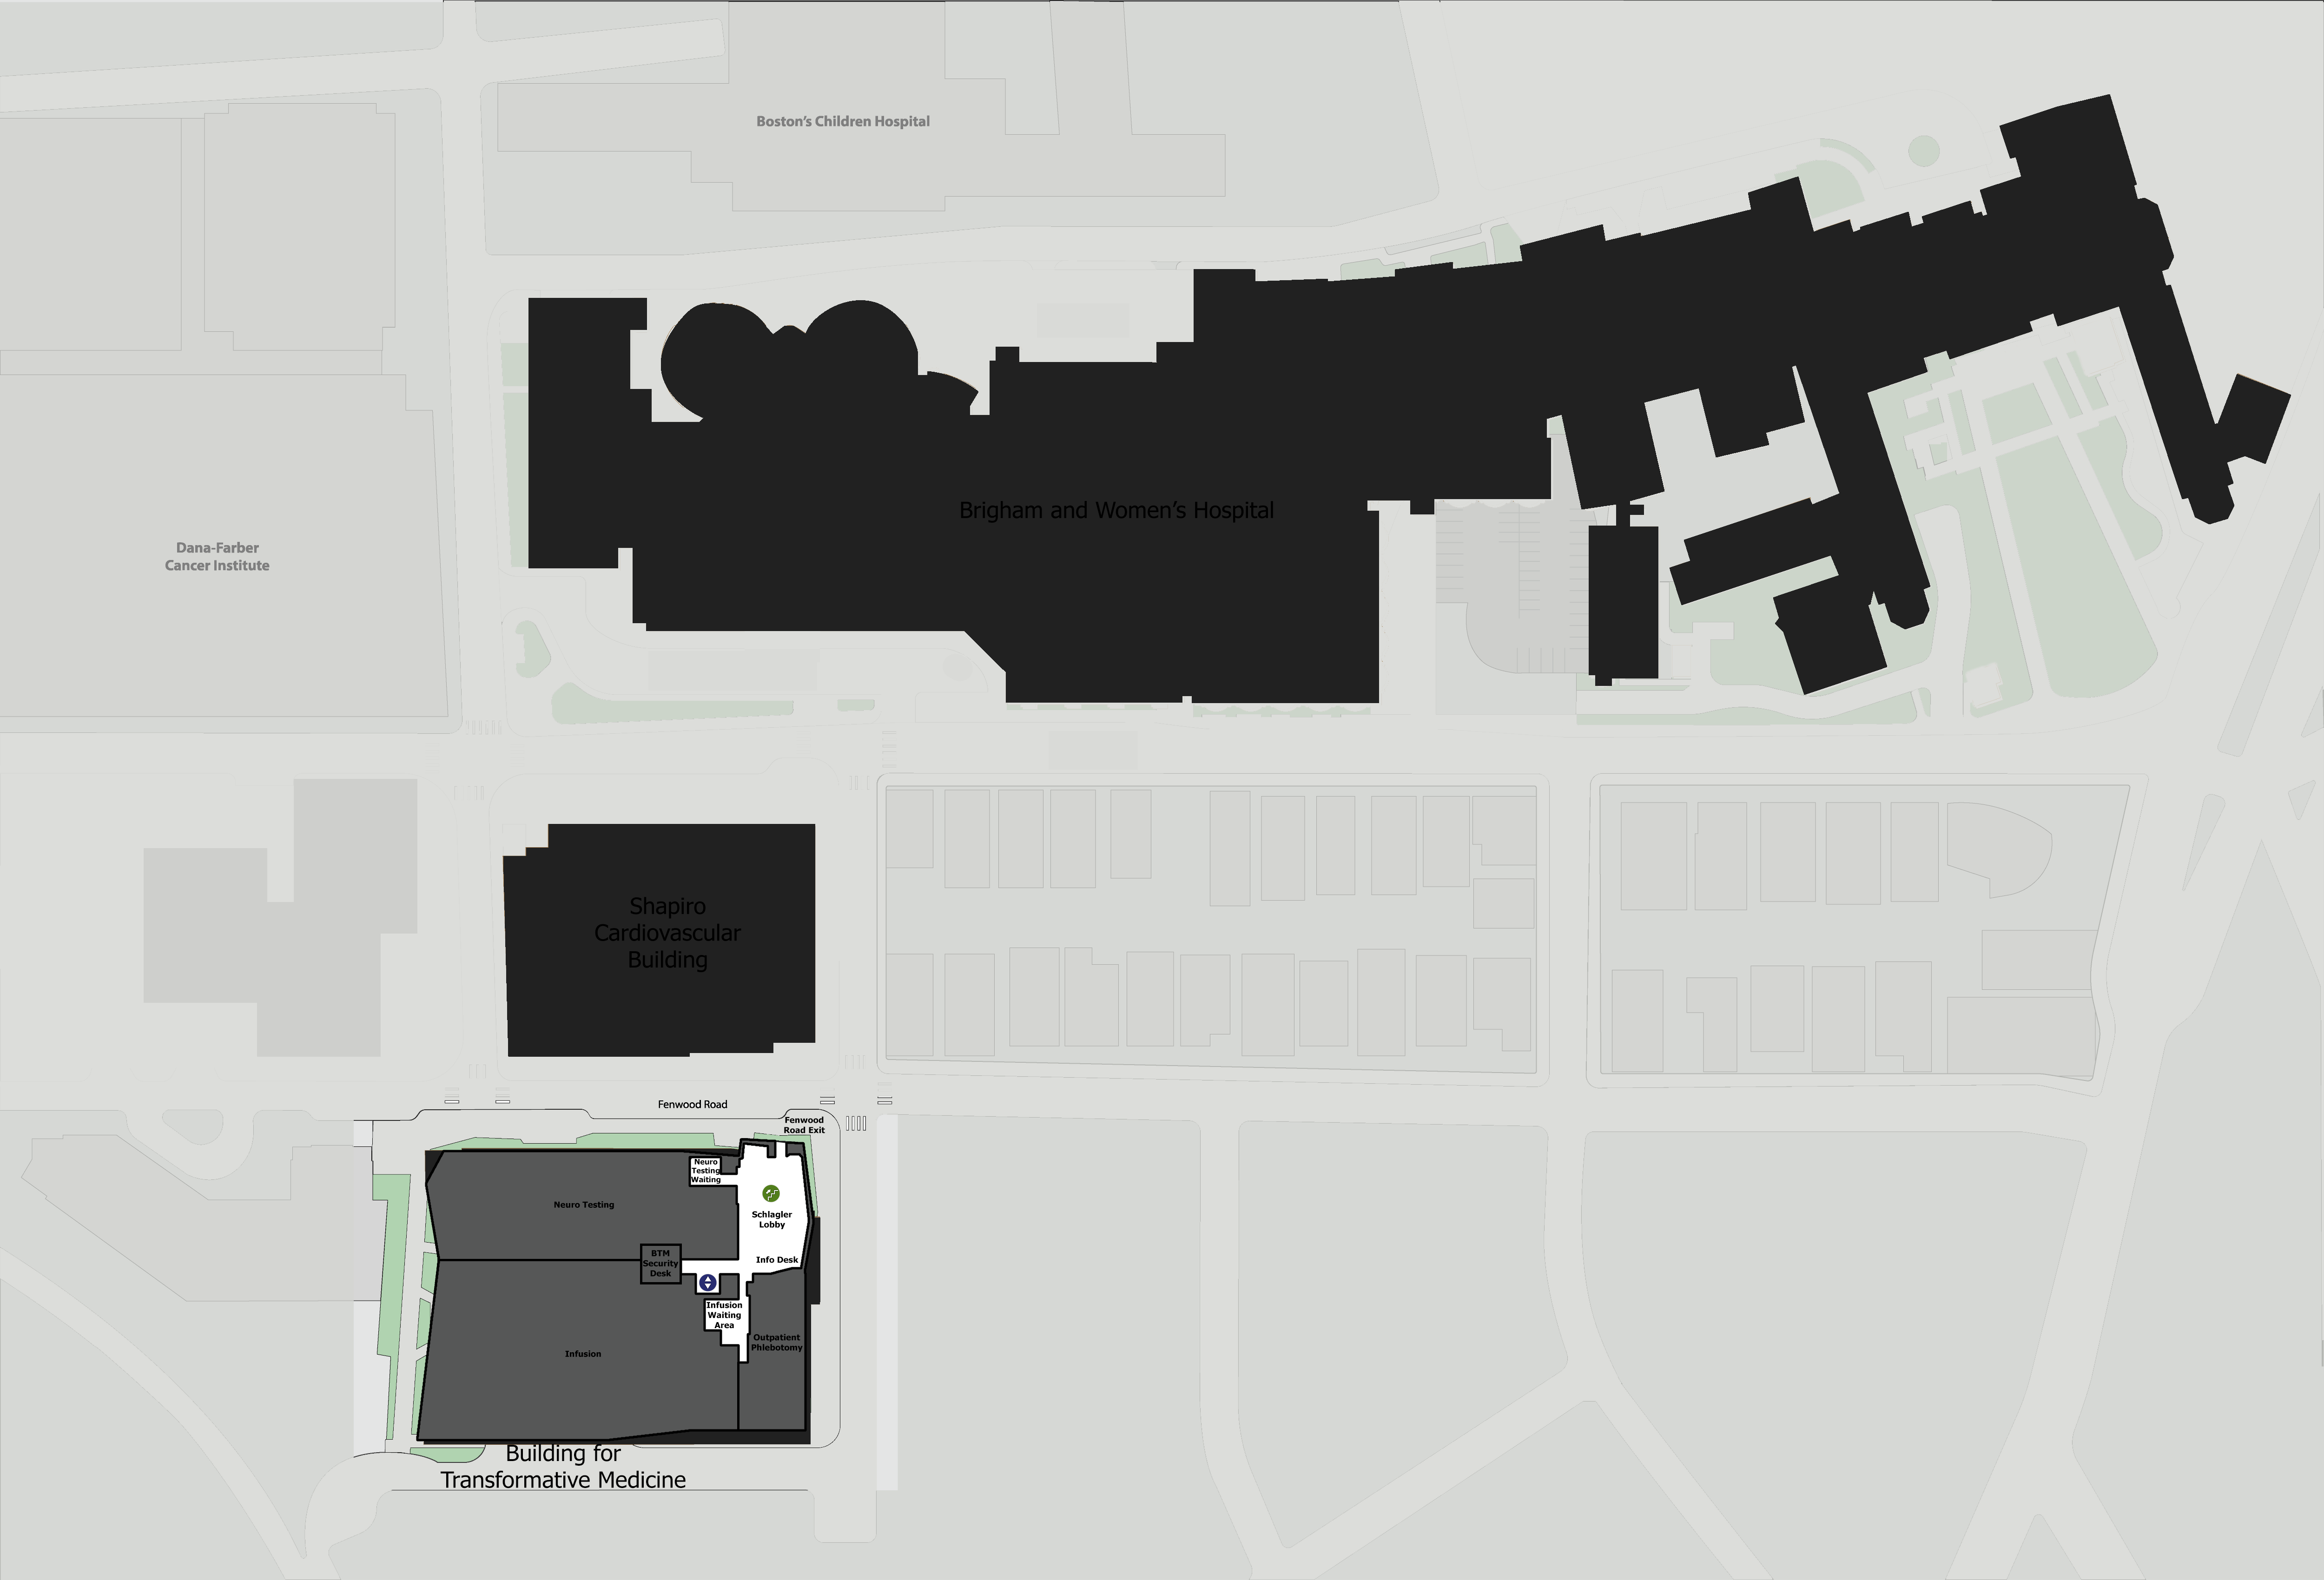 Boston's Children Hospital
Brigham and Women's Hospital
Dana-Farber
Cancer Institute
Shapiro
Cardiovascular
Building
Fenwood Road
Fenwood
Road Exit
Neuro
Testing
Waiting
Neuro Testing
Schlagler
Lobby
BTM
Security
Desk
Info Desk
Infusion
Waiting
Area
Outpatient
Phlebotomy
Infusion
Building for
Transformative Medicine